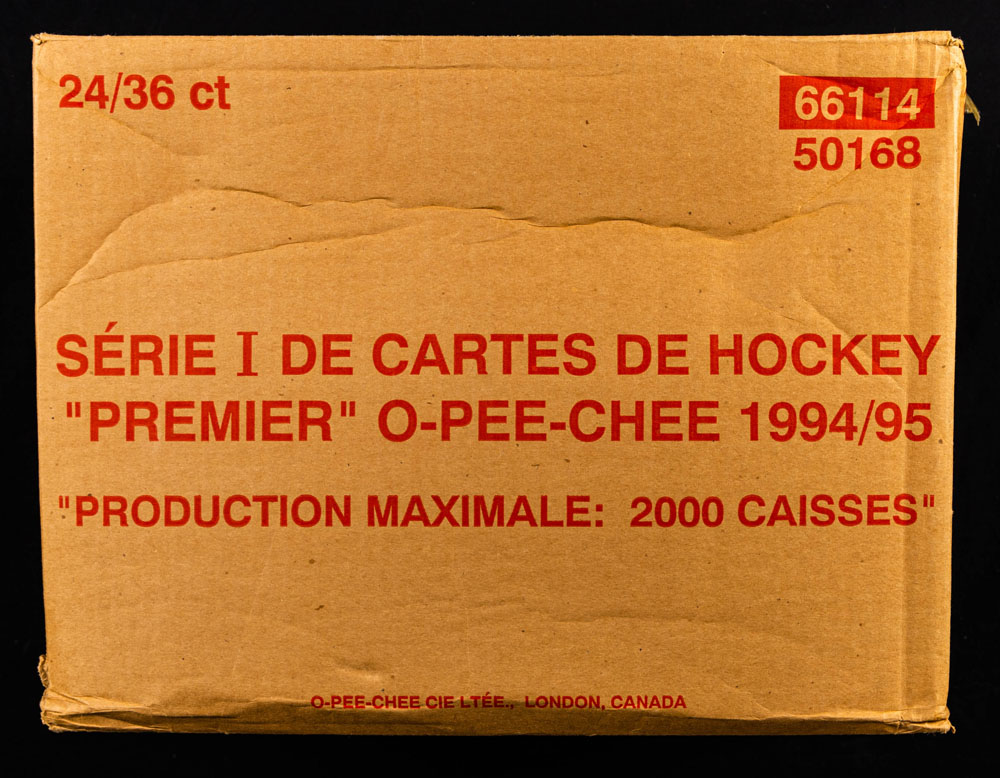 24/36 ct
66114
50168
SÉRIE I DE CARTES DE HOCKEY
"PREMIER" O-PEE-CHEE 1994/95
"PRODUCTION MAXIMALE: 2000 CAISSES"
O-PEE-CHEE CIE LTÉE., LONDON, CANADA